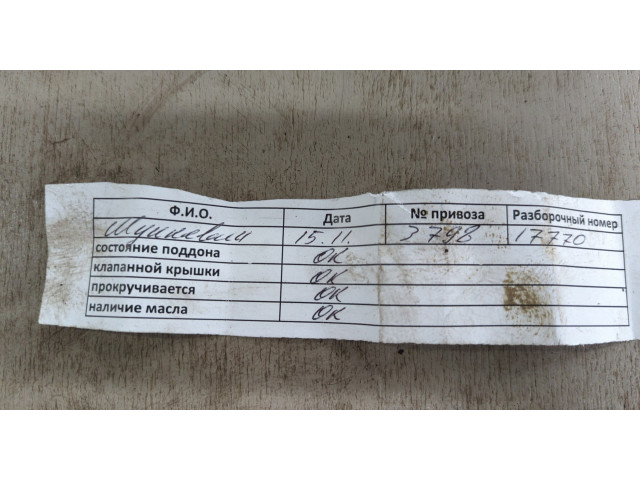 Ф.И.О. Дата № привоза Разборочный номер
15.11. 3798 17770
состояние поддона ОК
клапанной крышки ОК
прокручивается ОК
наличие масла ОК